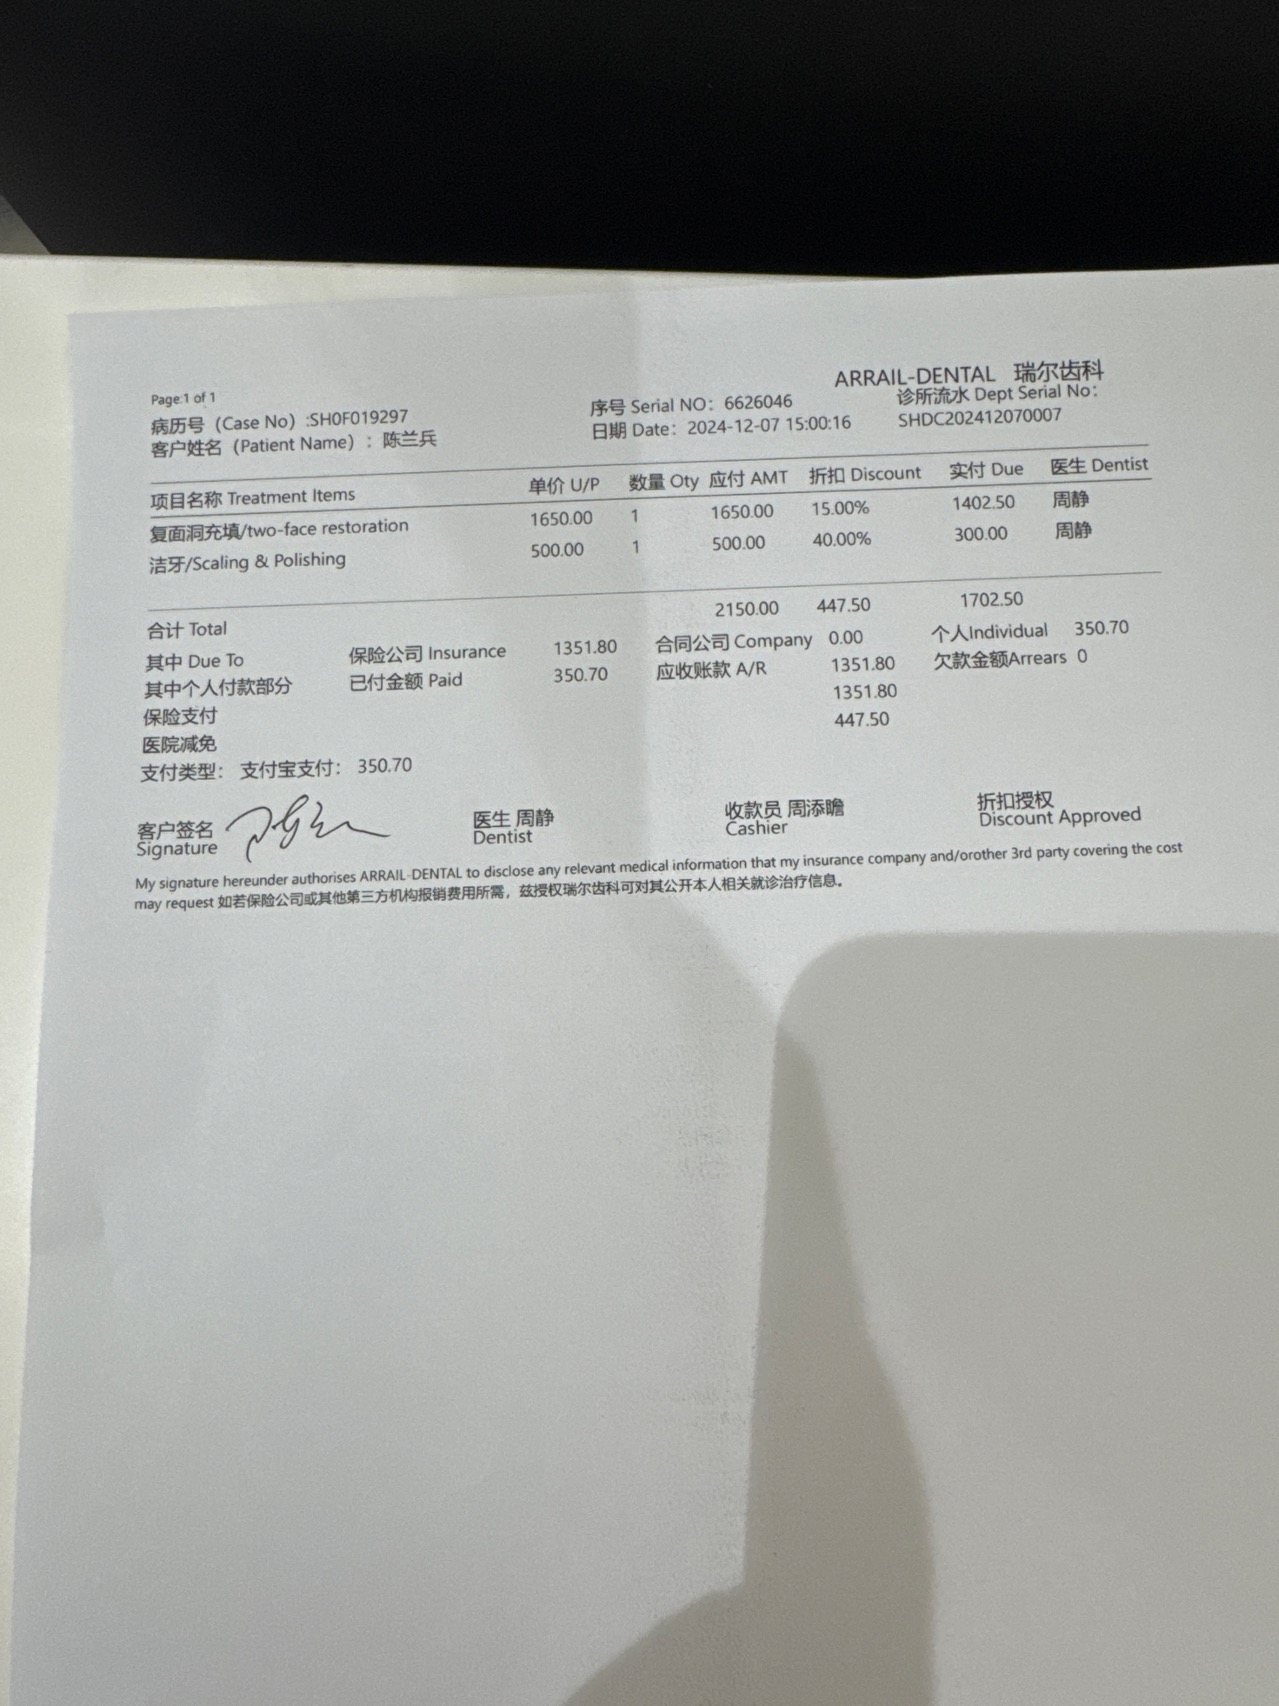 ARRAIL-DENTAL 瑞尔齿科
Page:1 of 1
病历号（Case No）:SH0F019297 序号 Serial NO：6626046 诊所流水 Dept Serial No：
客户姓名（Patient Name）：陈兰兵 日期 Date：2024-12-07 15:00:16 SHDC202412070007
项目名称 Treatment Items 单价 U/P 数量 Qty 应付 AMT 折扣 Discount 实付 Due 医生 Dentist
复面洞充填/two-face restoration 1650.00 1 1650.00 15.00% 1402.50 周静
洁牙/Scaling & Polishing 500.00 1 500.00 40.00% 300.00 周静
合计 Total 2150.00 447.50 1702.50
其中 Due To 保险公司 Insurance 1351.80 合同公司 Company 0.00 个人Individual 350.70
其中个人付款部分 已付金额 Paid 350.70 应收账款 A/R 1351.80 欠款金额Arrears 0
保险支付 1351.80
医院减免 447.50
支付类型： 支付宝支付： 350.70
客户签名 医生 周静 收款员 周添瞻 折扣授权
Signature Dentist Cashier Discount Approved
My signature hereunder authorises ARRAIL-DENTAL to disclose any relevant medical information that my insurance company and/orother 3rd party covering the cost
may request 如若保险公司或其他第三方机构报销费用所需，兹授权瑞尔齿科可对其公开本人相关就诊治疗信息。